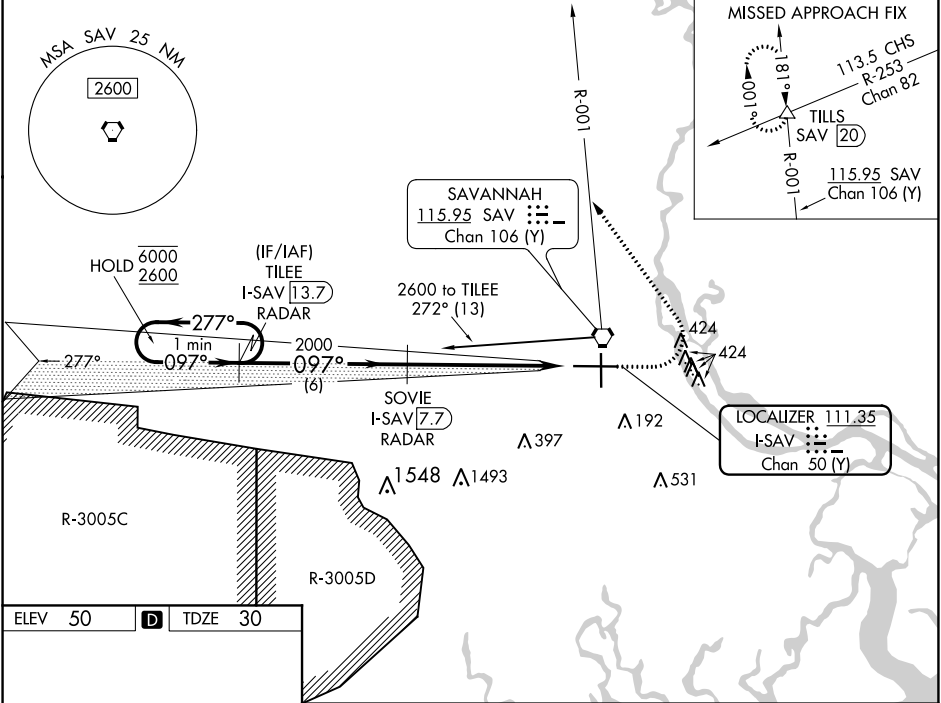 MSA SAV 25 NM
2600
HOLD 6000
2600
(IF/IAF)
TILEE
I-SAV 13.7
RADAR
277°
1 min
097°
277°
2000
097°
(6)
2600 to TILEE
272° (13)
SAVANNAH
115.95 SAV
Chan 106 (Y)
R-001
SOVIE
I-SAV 7.7
RADAR
424
424
192
397
1548
1493
531
LOCALIZER 111.35
I-SAV
Chan 50 (Y)
R-3005C
R-3005D
MISSED APPROACH FIX
181°
001°
113.5 CHS
R-253
Chan 82
TILLS
SAV 20
R-001
115.95 SAV
Chan 106 (Y)
ELEV 50 D TDZE 30